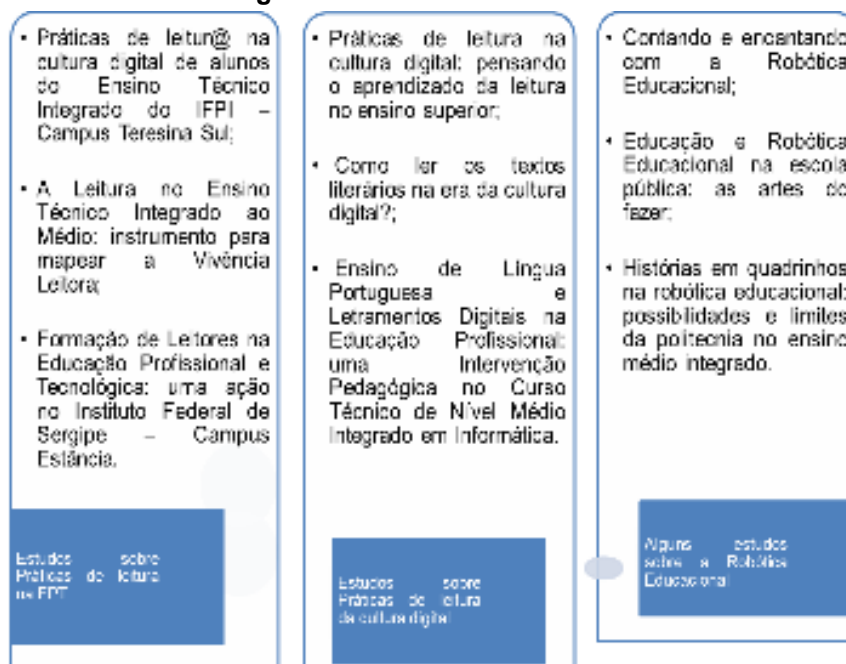 • Práticas de leitur@ na
cultura digital de alunos
do Ensino Técnico
Integrado do IFPI –
Campus Teresina Sul;
• A Leitura no Ensino
Técnico Integrado ao
Médio: instrumento para
mapear a Vivência
Leitora;
• Formação de Leitores na
Educação Profissional e
Tecnológica: uma ação
no Instituto Federal de
Sergipe – Campus
Estância.
Estudos sobre
Práticas de leitura
na EPT
• Práticas de leitura na
cultura digital: pensando
o aprendizado da leitura
no ensino superior;
• Como ler os textos
literários na era da cultura
digital?;
• Ensino de Língua
Portuguesa e
Letramentos Digitais na
Educação Profissional:
uma Intervenção
Pedagógica no Curso
Técnico de Nível Médio
Integrado em Informática.
Estudos sobre
Práticas de leitura
da cultura digital
• Contando e encantando
com a Robótica
Educacional;
• Educação e Robótica
Educacional na escola
pública: as artes do
fazer;
• Histórias em quadrinhos
na robótica educacional:
possibilidades e limites
da politecnia no ensino
médio integrado.
Alguns estudos
sobre a Robótica
Educacional